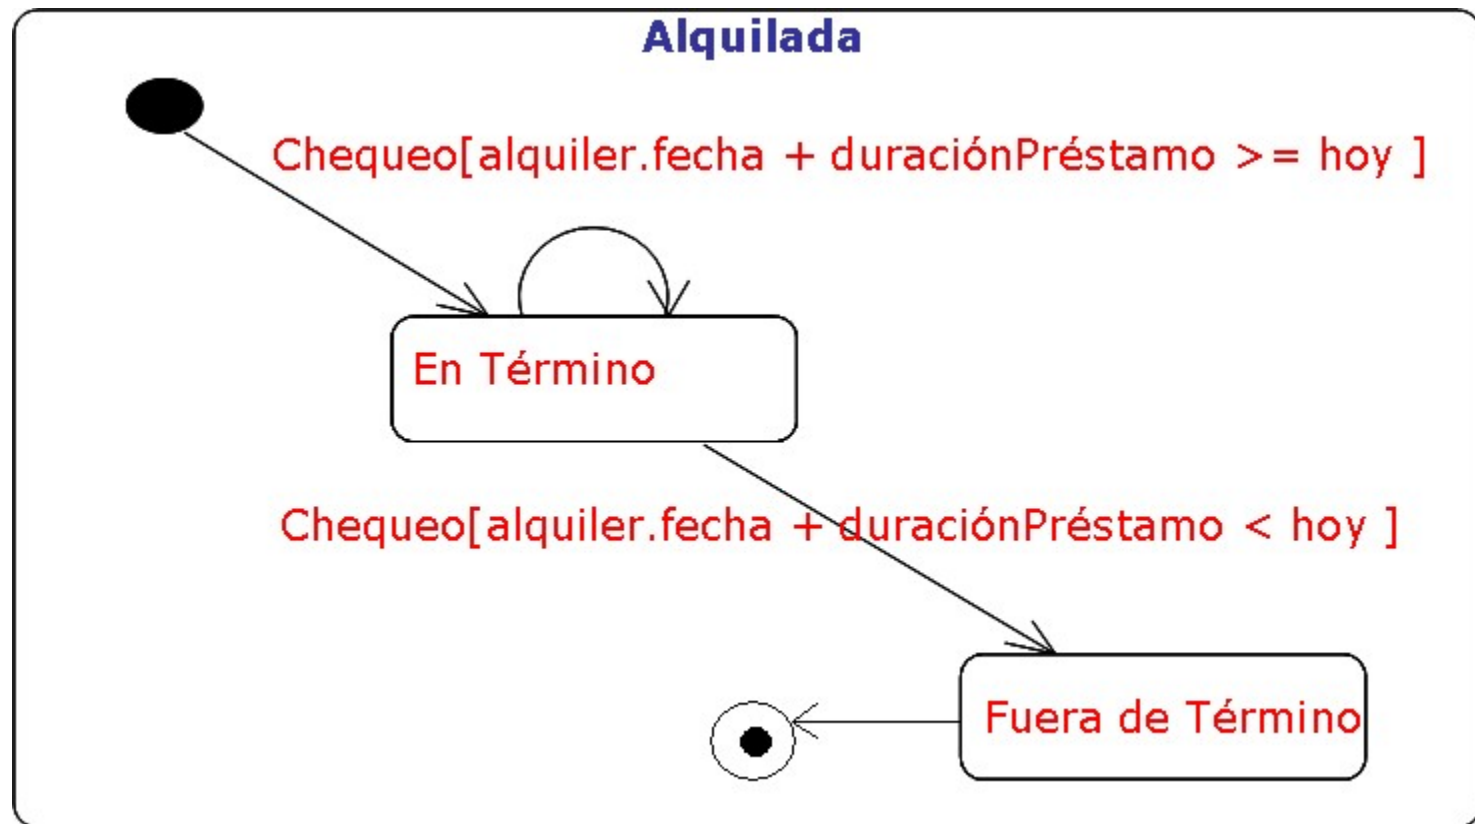 Alquilada
Chequeo[alquiler.fecha + duraciónPréstamo >= hoy ]
En Término
Chequeo[alquiler.fecha + duraciónPréstamo < hoy ]
Fuera de Término